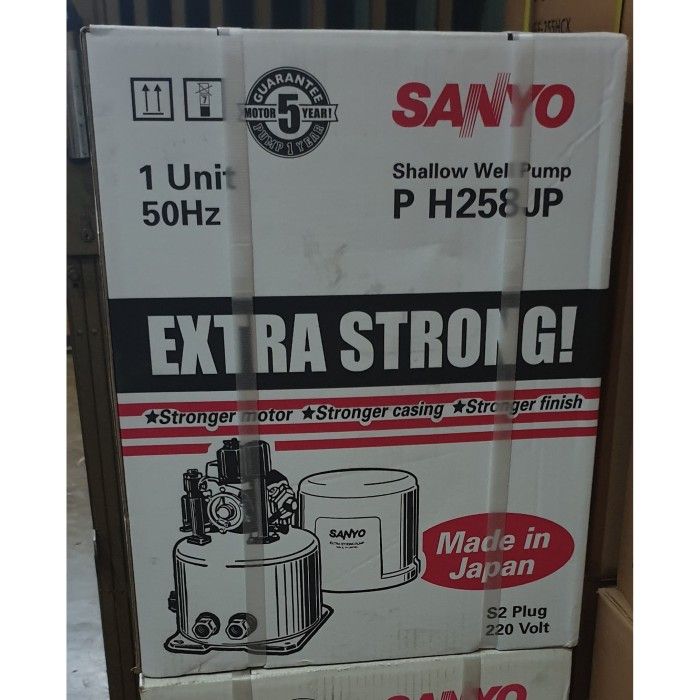 GUARANTEE
MOTOR 5 YEAR!
PUMP 1 YEAR
SANYO
1 Unit
50Hz
Shallow Well Pump
P H258JP
EXTRA STRONG!
★Stronger motor ★Stronger casing ★Stronger finish
SANYO
Made in
Japan
S2 Plug
220 Volt
SANYO